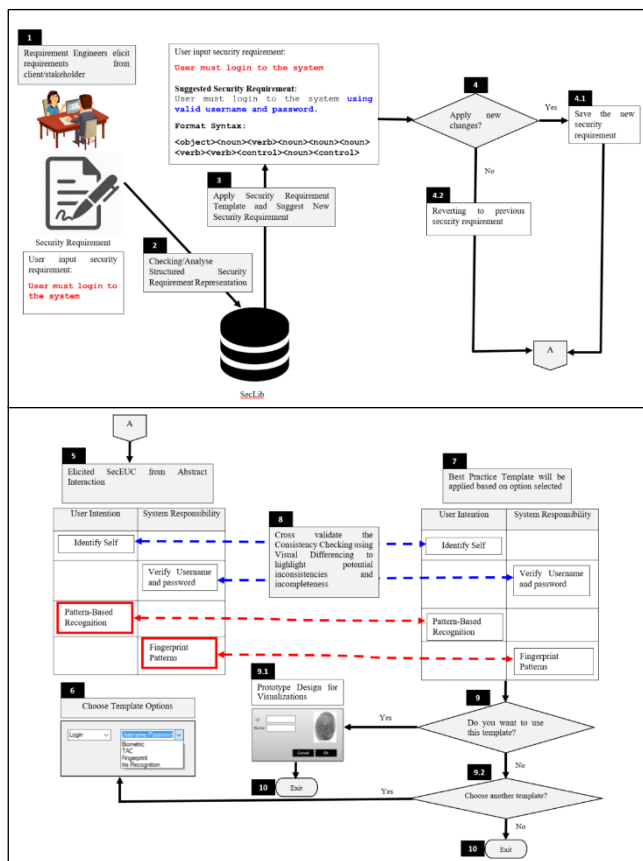 1
Requirement Engineers elicit
requirements from
client/stakeholder
Security Requirement
User input security
requirement:
User must login to
the system
2
Checking/Analyse
Structured Security
Requirement Representation
SecLib
3
Apply Security Requirement
Template and Suggest New
Security Requirement
User input security requirement:
User must login to the system
Suggested Security Requirement:
User must login to the system using
valid username and password.
Format Syntax:
<object><noun><verb><noun><noun><noun>
<verb><verb><control><noun><control>
4
Apply new
changes?
Yes
No
4.1
Save the new
security
requirement
4.2
Reverting to previous
security requirement
A
A
5
Elicited SecEUC from Abstract
Interaction
User Intention
System Responsibility
Identify Self
Verify Username
and password
Pattern-Based
Recognition
Fingerprint
Patterns
8
Cross validate the
Consistency Checking using
Visual Differencing to
highlight potential
inconsistencies and
incompleteness
7
Best Practice Template will be
applied based on option selected
User Intention
System Responsibility
Identify Self
Verify Username
and password
Pattern-Based
Recognition
Fingerprint
Patterns
6
Choose Template Options
Login
Username/Password
Biometric
TAC
Fingerprint
Iris Recognition
9.1
Prototype Design for
Visualizations
Id
Name
Cancel
Ok
10
Exit
9
Do you want to use
this template?
Yes
No
9.2
Choose another template?
Yes
No
10
Exit